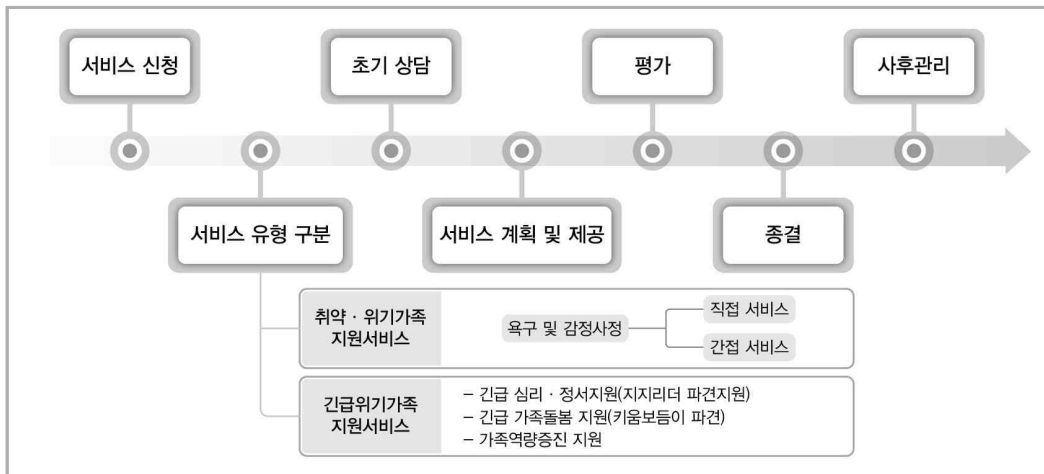 서비스 신청
초기 상담
평가
사후관리
서비스 유형 구분
서비스 계획 및 제공
종결
취약 · 위기가족
지원서비스
욕구 및 감정사정
직접 서비스
간접 서비스
긴급위기가족
지원서비스
– 긴급 심리 · 정서지원(지지리더 파견지원)
– 긴급 가족돌봄 지원(키움보듬이 파견)
– 가족역량증진 지원